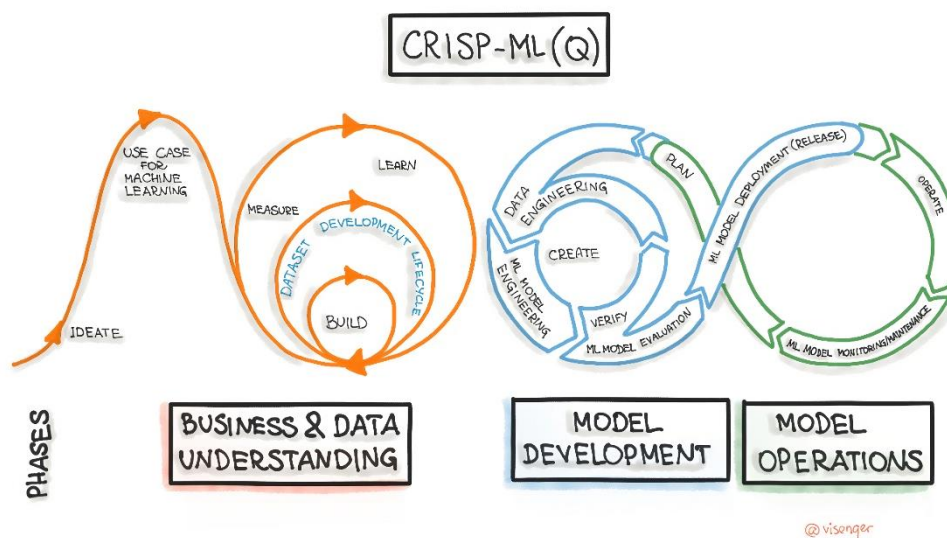 CRISP-ML(Q)
USE CASE
FOR
MACHINE
LEARNING
IDEATE
MEASURE
LEARN
DATASET
DEVELOPMENT
LIFECYCLE
BUILD
DATA
ENGINEERING
PLAN
CREATE
ML MODEL
ENGINEERING
VERIFY
ML MODEL EVALUATION
ML MODEL DEPLOYMENT (RELEASE)
OPERATE
ML MODEL MONITORING/MAINTENANCE
PHASES
BUSINESS & DATA
UNDERSTANDING
MODEL
DEVELOPMENT
MODEL
OPERATIONS
@visenger